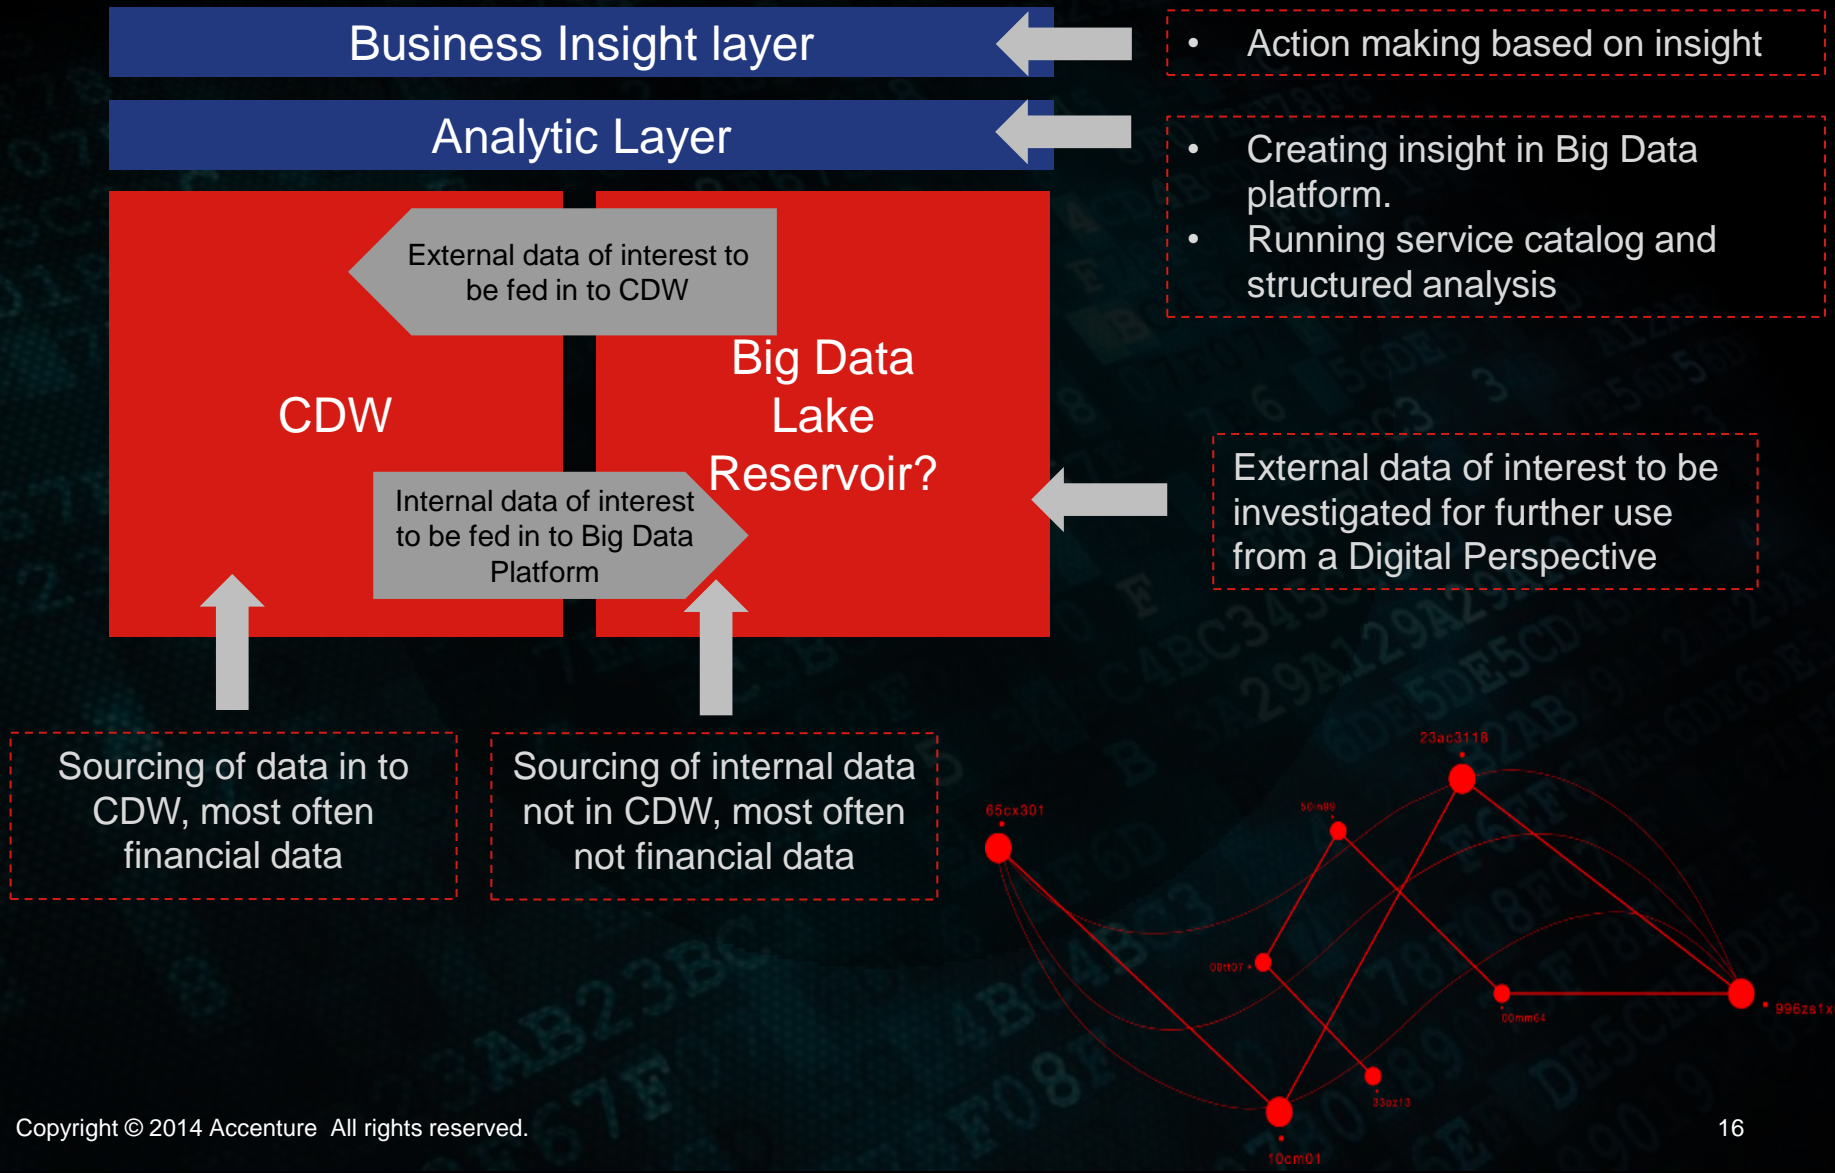 Business Insight layer
• Action making based on insight
Analytic Layer
• Creating insight in Big Data
platform.
• Running service catalog and
structured analysis
External data of interest to
be fed in to CDW
CDW
Big Data
Lake
Reservoir?
Internal data of interest
to be fed in to Big Data
Platform
External data of interest to be
investigated for further use
from a Digital Perspective
Sourcing of data in to
CDW, most often
financial data
Sourcing of internal data
not in CDW, most often
not financial data
23ac3118
65cx301
00mm64
996zs1x
10cm01
Copyright © 2014 Accenture All rights reserved.
16